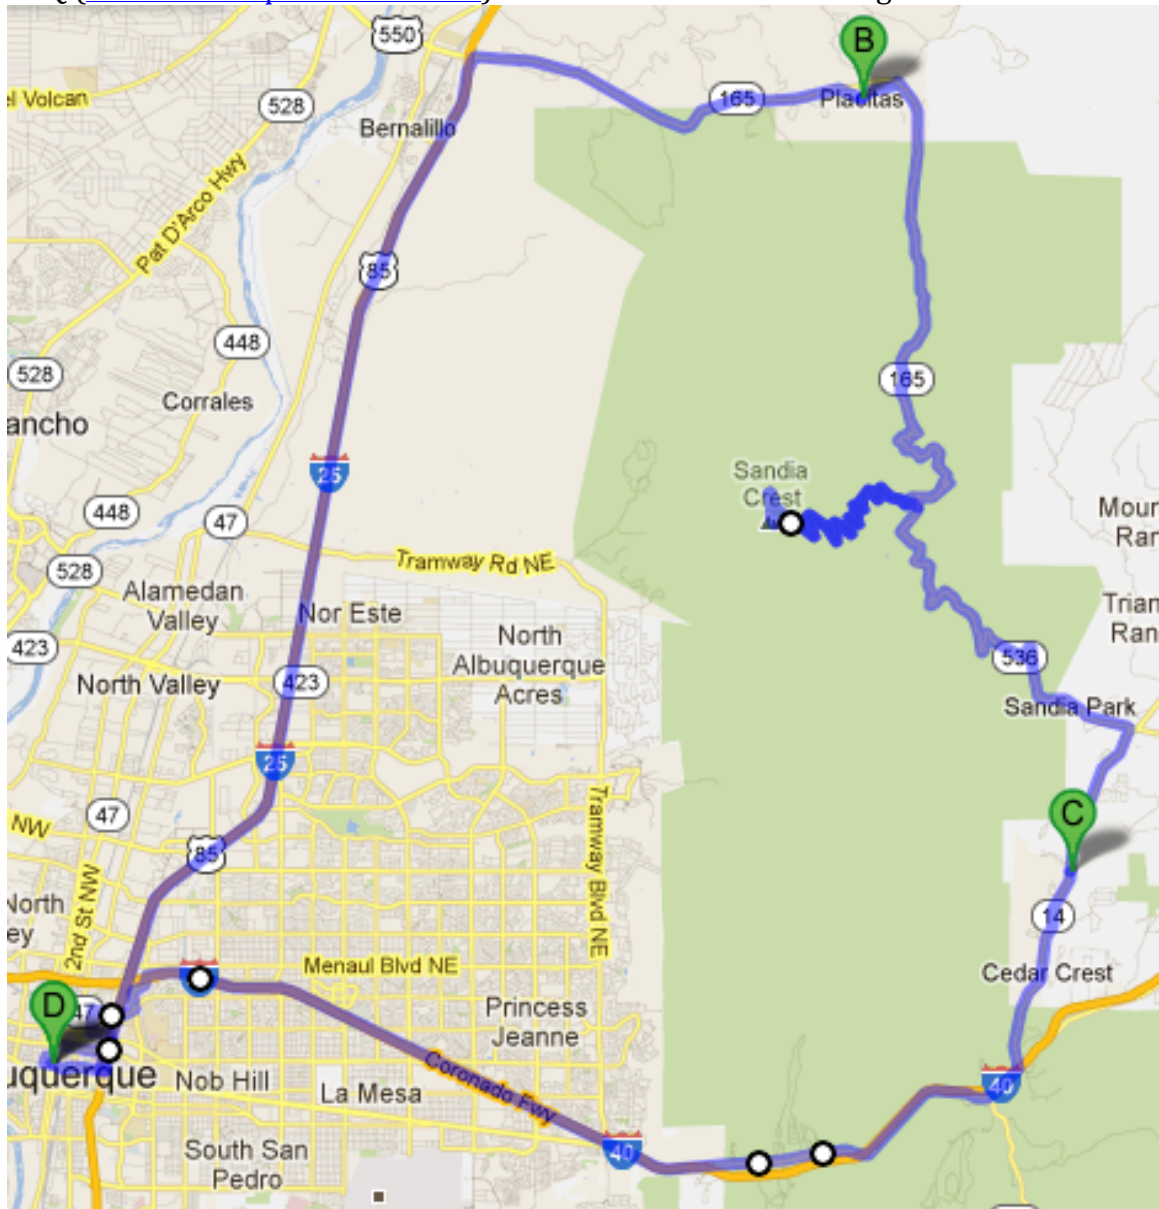 550
B
el Volcan
528
165
Placitas
Bernalillo
Pat D'Arco Hwy
85
448
528
165
Corrales
ancho
25
Sandia
Crest
448
47
Moun
Ran
Tramway Rd NE
528
Alamedan
Valley
Nor Este
Trian
Ran
North
Albuquerque
Acres
423
536
North Valley
423
Sandia Park
25
Tramway Blvd NE
47
C
NW
85
2nd St NW
North
ey
14
Menaul Blvd NE
Cedar Crest
D
47
Princess
Jeanne
uquerque
Nob Hill
Coronado Fwy
40
La Mesa
40
South San
Pedro